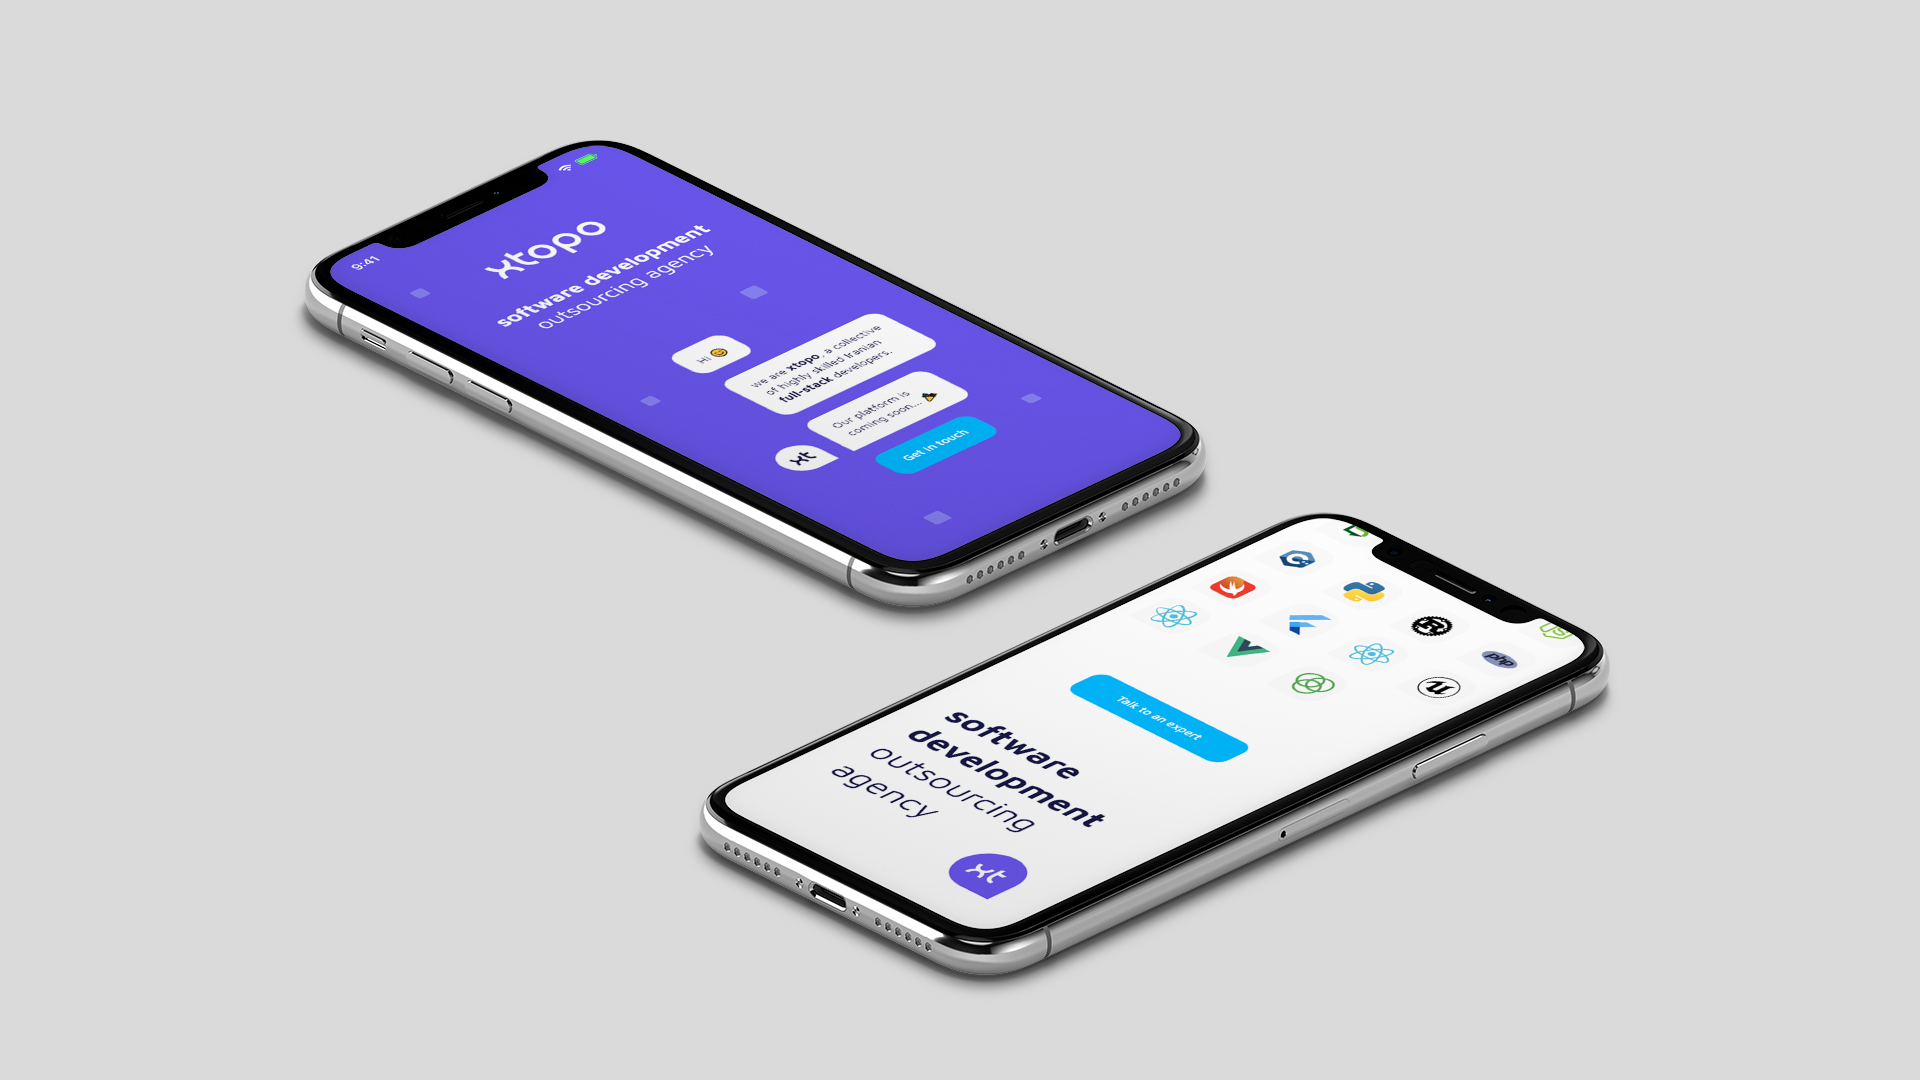 9:41
xtopo
software development
outsourcing agency
Hi
we are xtopo, a collective
of highly skilled Iranian
full-stack developers.
Our platform is
coming soon...
xt
Get in touch
C
R
php
U
Talk to an expert
software
development
outsourcing
agency
xt